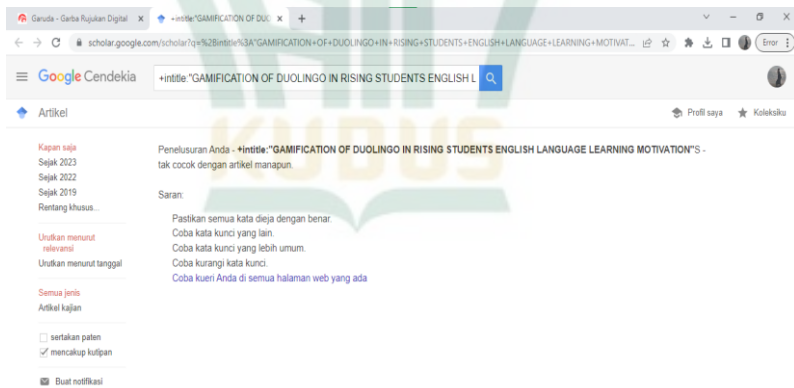 Garuda - Garba Rujukan Digital
+intitle:"GAMIFICATION OF DUO
scholar.google.com/scholar?q=%2Bintitle%3A"GAMIFICATION+OF+DUOLINGO+IN+RISING+STUDENTS+ENGLISH+LANGUAGE+LEARNING+MOTIVAT...
Error
Google Cendekia
+intitle:"GAMIFICATION OF DUOLINGO IN RISING STUDENTS ENGLISH L
Artikel
Profil saya
Koleksiku
Kapan saja
Sejak 2023
Sejak 2022
Sejak 2019
Rentang khusus...
Urutkan menurut
relevansi
Urutkan menurut tanggal
Semua jenis
Artikel kajian
sertakan paten
mencakup kutipan
Buat notifikasi
Penelusuran Anda - +intitle:"GAMIFICATION OF DUOLINGO IN RISING STUDENTS ENGLISH LANGUAGE LEARNING MOTIVATION"S -
tak cocok dengan artikel manapun.
Saran:
Pastikan semua kata dieja dengan benar.
Coba kata kunci yang lain.
Coba kata kunci yang lebih umum.
Coba kurangi kata kunci.
Coba kueri Anda di semua halaman web yang ada
KUDUS